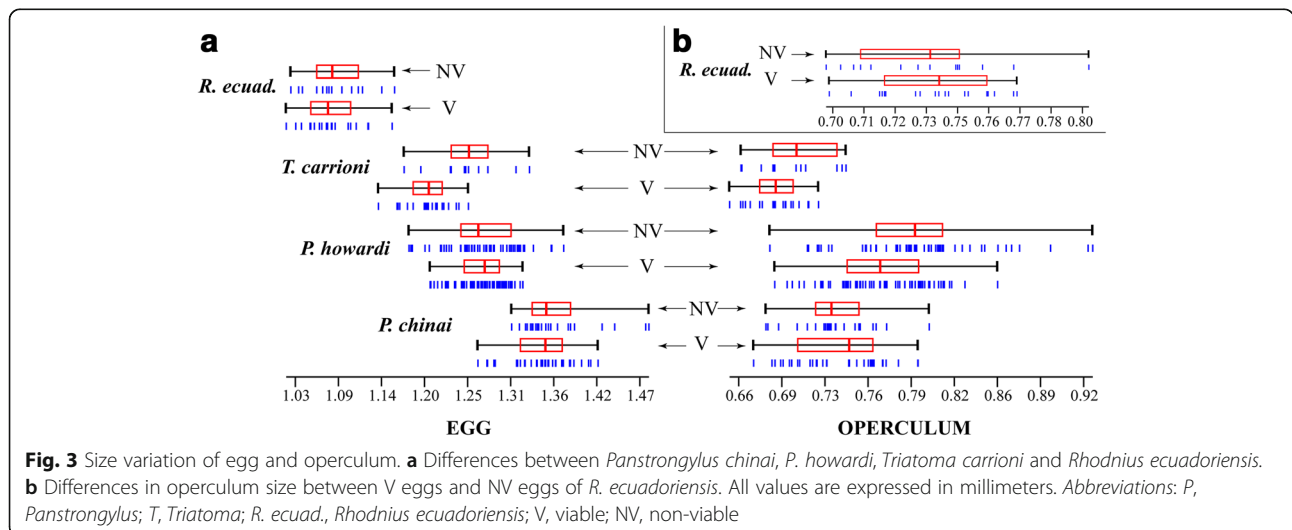 a
b
NV
R. ecuad.
V
0.70 0.71 0.72 0.73 0.74 0.75 0.76 0.77 0.78 0.80
NV
R. ecuad.
V
T. carrioni
NV
V
P. howardi
NV
V
P. chinai
NV
V
1.03 1.09 1.14 1.20 1.25 1.31 1.36 1.42 1.47
0.66 0.69 0.73 0.76 0.79 0.82 0.86 0.89 0.92
EGG
OPERCULUM
Fig. 3 Size variation of egg and operculum. a Differences between Panstrongylus chinai, P. howardi, Triatoma carrioni and Rhodnius ecuadoriensis.
b Differences in operculum size between V eggs and NV eggs of R. ecuadoriensis. All values are expressed in millimeters. Abbreviations: P,
Panstrongylus; T, Triatoma; R. ecuad., Rhodnius ecuadoriensis; V, viable; NV, non-viable